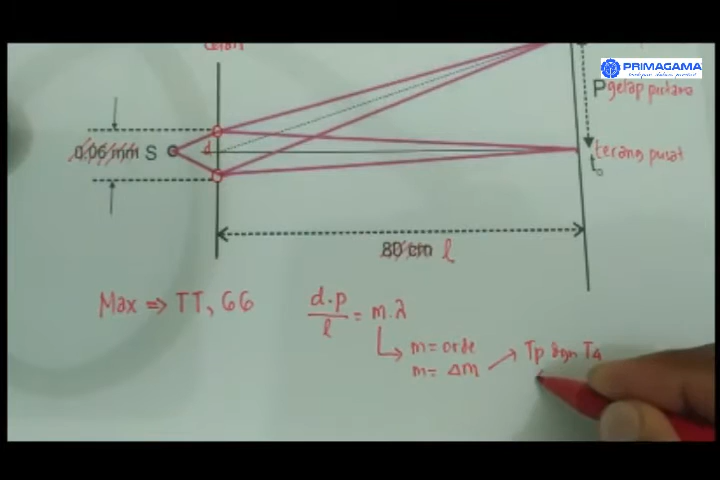 celah
PRIMAGAMA
P gelap pertama
0.06 mm S
d
terang pusat
t₀
80 cm l
Max => TT, GG
d.p/l = m.λ
m = orde
m = Δm
Tp dgn T4